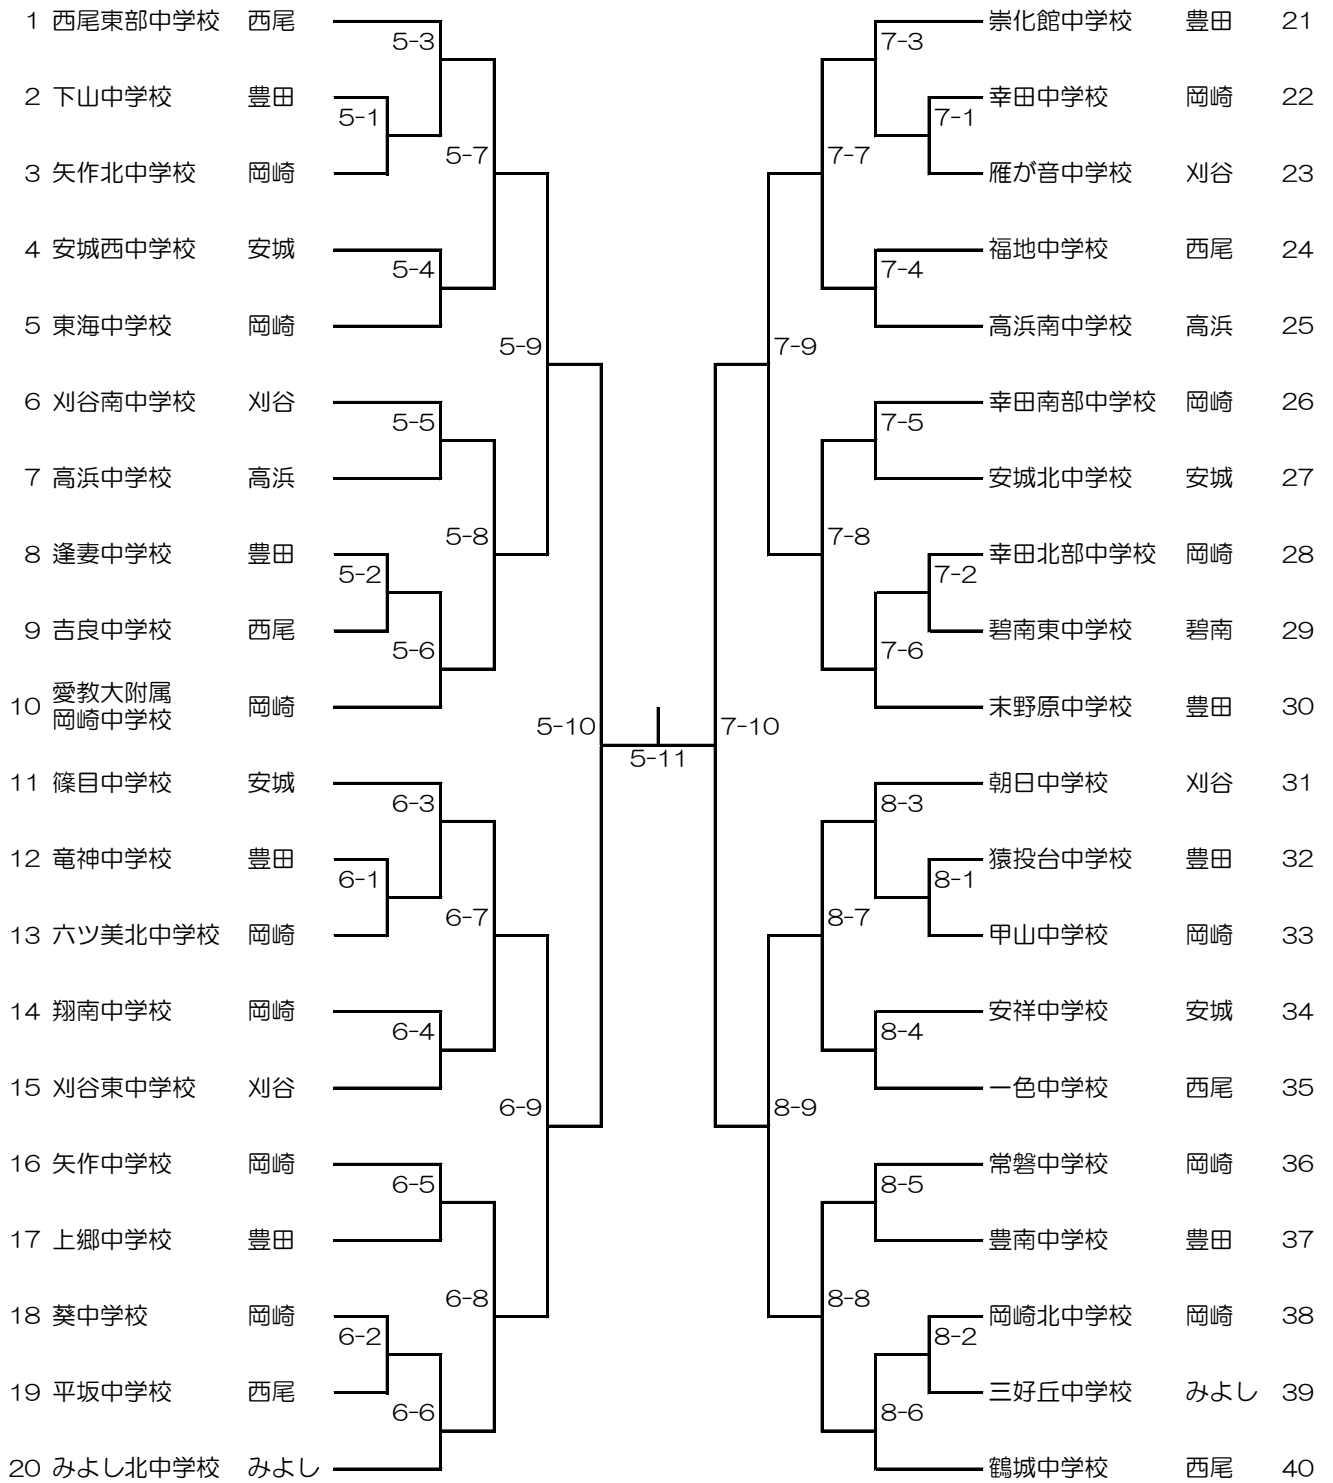 1 西尾東部中学校 西尾
5-3
2 下山中学校 豊田
5-1
5-7
3 矢作北中学校 岡崎
4 安城西中学校 安城
5-4
5 東海中学校 岡崎
5-9
6 刈谷南中学校 刈谷
5-5
7 高浜中学校 高浜
5-8
8 逢妻中学校 豊田
5-2
9 吉良中学校 西尾
5-6
10 愛教大附属
岡崎中学校 岡崎
5-10
11 篠目中学校 安城
6-3
12 竜神中学校 豊田
6-1
6-7
13 六ツ美北中学校 岡崎
14 翔南中学校 岡崎
6-4
15 刈谷東中学校 刈谷
6-9
16 矢作中学校 岡崎
6-5
17 上郷中学校 豊田
6-8
18 葵中学校 岡崎
6-2
19 平坂中学校 西尾
6-6
20 みよし北中学校 みよし
5-11
崇化館中学校 豊田 21
7-3
幸田中学校 岡崎 22
7-1
7-7
雁が音中学校 刈谷 23
福地中学校 西尾 24
7-4
高浜南中学校 高浜 25
7-9
幸田南部中学校 岡崎 26
7-5
安城北中学校 安城 27
7-8
幸田北部中学校 岡崎 28
7-2
碧南東中学校 碧南 29
7-6
末野原中学校 豊田 30
7-10
朝日中学校 刈谷 31
8-3
猿投台中学校 豊田 32
8-1
8-7
甲山中学校 岡崎 33
安祥中学校 安城 34
8-4
一色中学校 西尾 35
8-9
常磐中学校 岡崎 36
8-5
豊南中学校 豊田 37
8-8
岡崎北中学校 岡崎 38
8-2
三好丘中学校 みよし 39
8-6
鶴城中学校 西尾 40